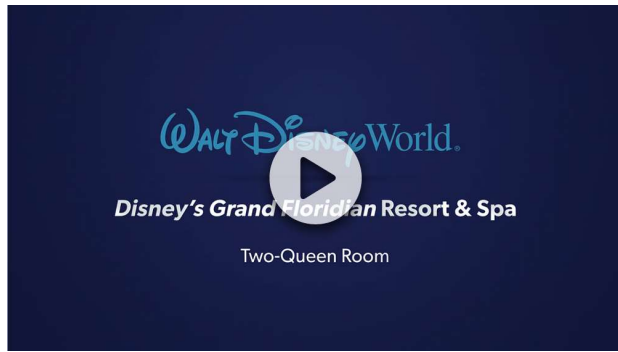 Walt Disney World.
Disney's Grand Floridian Resort & Spa
Two-Queen Room